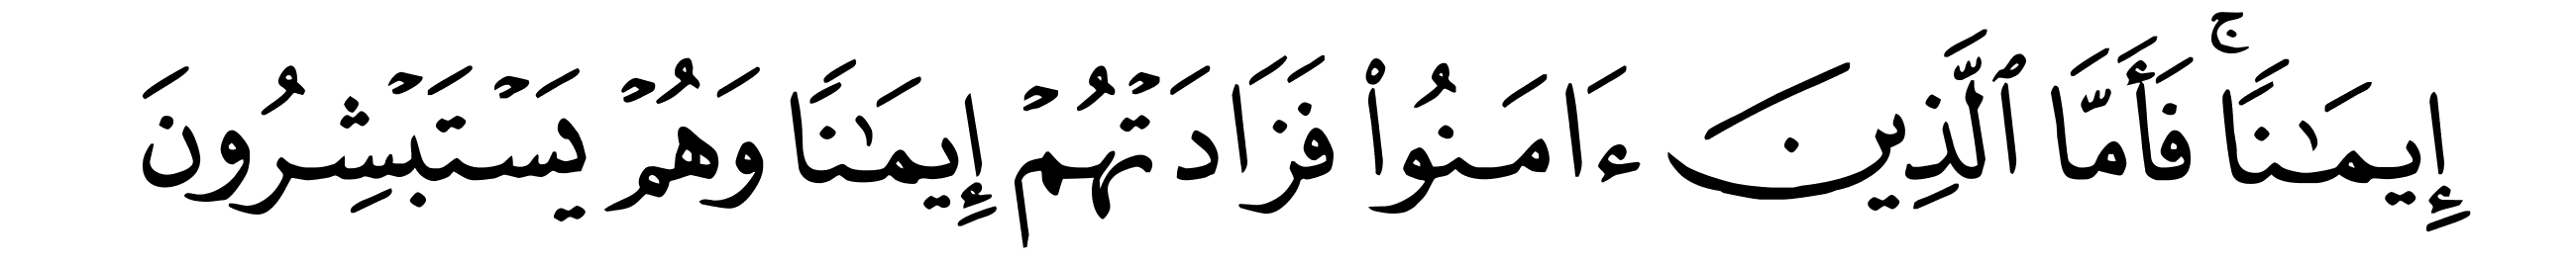 إِيمَٰنًاۚ فَأَمَّا ٱلَّذِينَ ءَامَنُوا۟ فَزَادَتْهُمْ إِيمَٰنًا وَهُمْ يَسْتَبْشِرُونَ